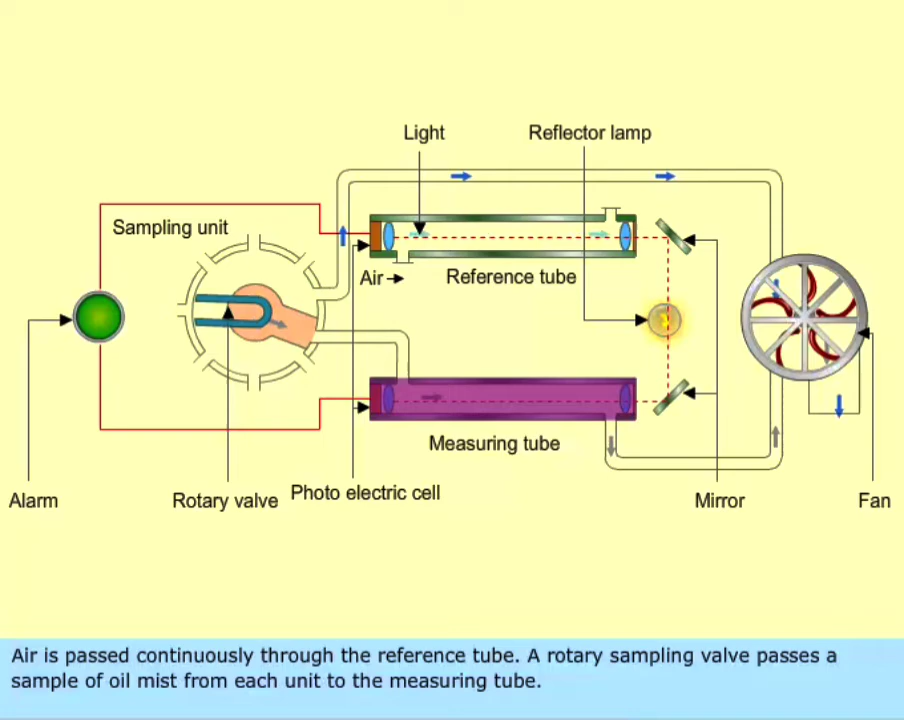 Light
Reflector lamp
Sampling unit
Air
Reference tube
Measuring tube
Alarm
Rotary valve
Photo electric cell
Mirror
Fan
Air is passed continuously through the reference tube. A rotary sampling valve passes a
sample of oil mist from each unit to the measuring tube.